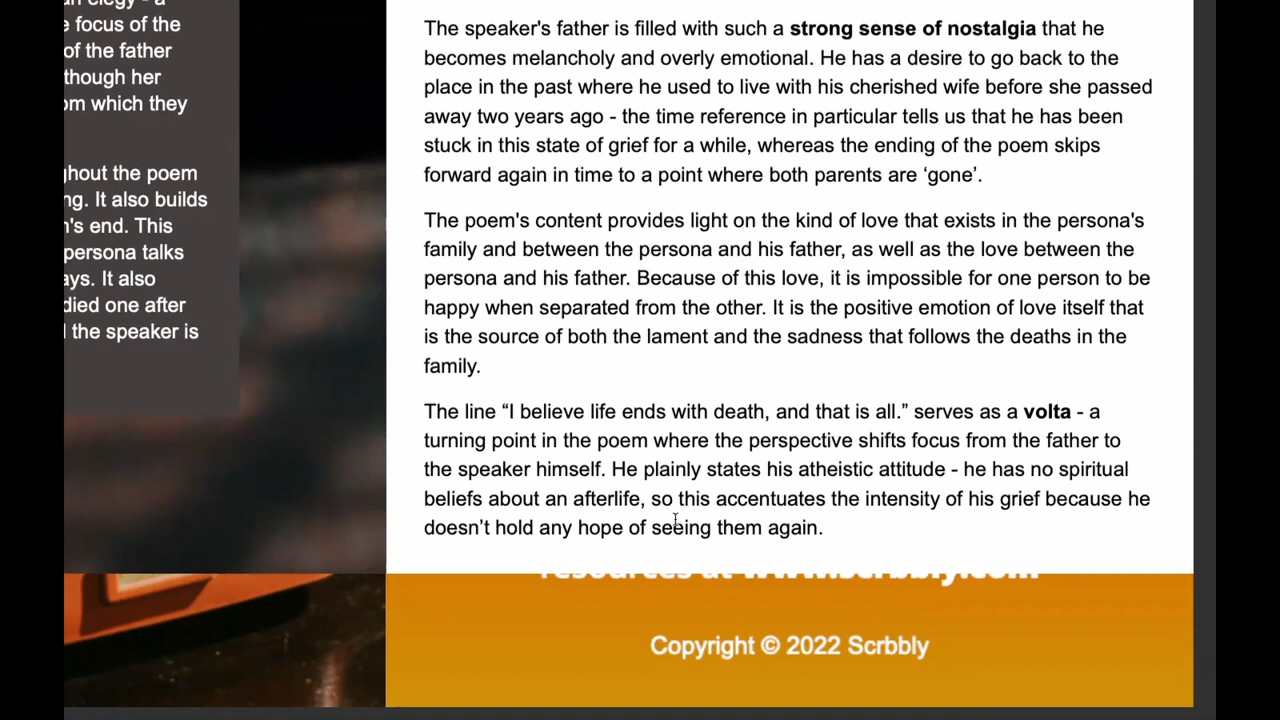 an elegy - a
e focus of the
of the father
though her
om which they
ghout the poem
ng. It also builds
n's end. This
persona talks
ays. It also
died one after
l the speaker is
The speaker's father is filled with such a strong sense of nostalgia that he
becomes melancholy and overly emotional. He has a desire to go back to the
place in the past where he used to live with his cherished wife before she passed
away two years ago - the time reference in particular tells us that he has been
stuck in this state of grief for a while, whereas the ending of the poem skips
forward again in time to a point where both parents are ‘gone’.
The poem's content provides light on the kind of love that exists in the persona's
family and between the persona and his father, as well as the love between the
persona and his father. Because of this love, it is impossible for one person to be
happy when separated from the other. It is the positive emotion of love itself that
is the source of both the lament and the sadness that follows the deaths in the
family.
The line “I believe life ends with death, and that is all.” serves as a volta - a
turning point in the poem where the perspective shifts focus from the father to
the speaker himself. He plainly states his atheistic attitude - he has no spiritual
beliefs about an afterlife, so this accentuates the intensity of his grief because he
doesn’t hold any hope of seeing them again.
resources at www.scrbbly.com
Copyright © 2022 Scrbbly